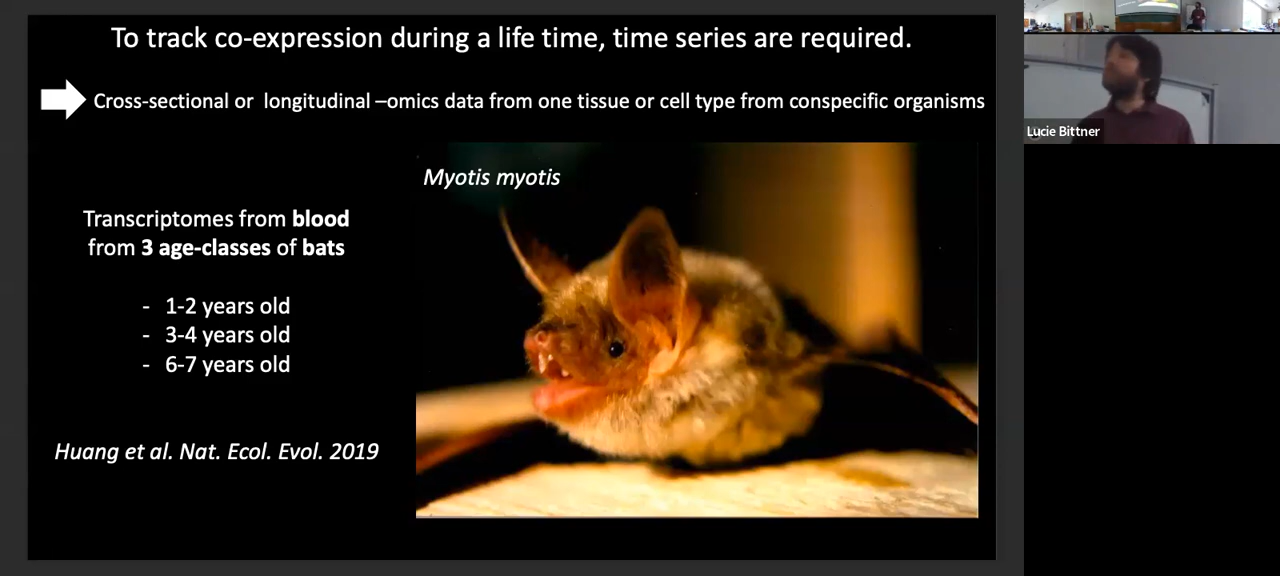 To track co-expression during a life time, time series are required.
Cross-sectional or longitudinal –omics data from one tissue or cell type from conspecific organisms
Myotis myotis
Transcriptomes from blood
from 3 age-classes of bats
- 1-2 years old
- 3-4 years old
- 6-7 years old
Huang et al. Nat. Ecol. Evol. 2019
Lucie Bittner